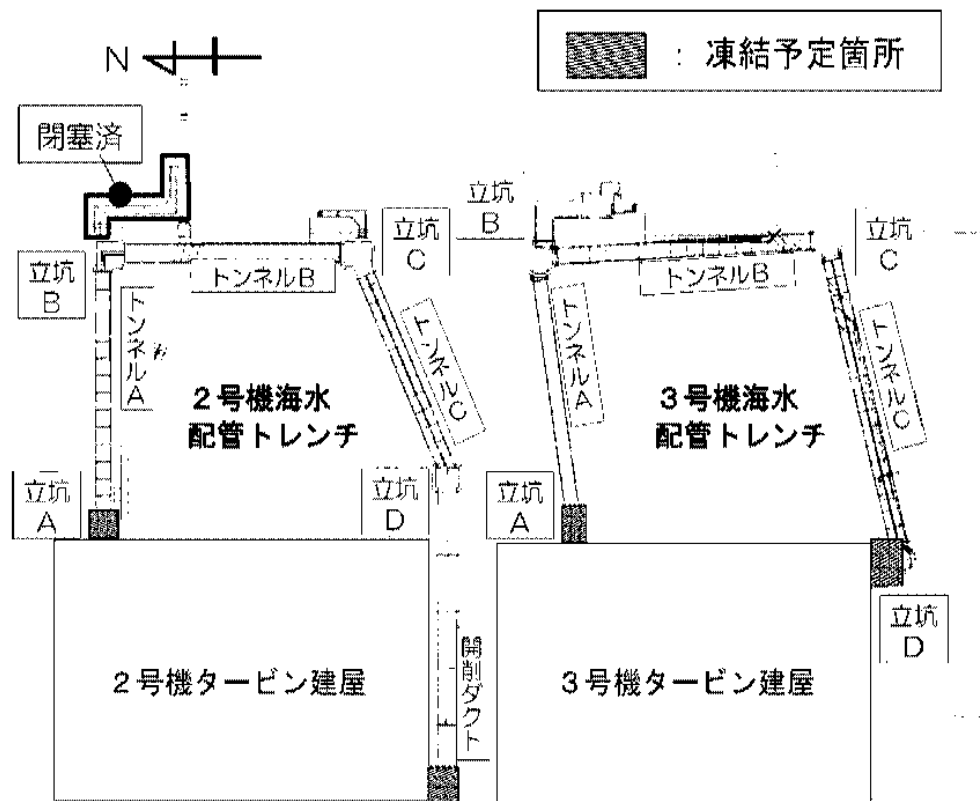 N
: 凍結予定箇所
閉塞済
立坑
B
立坑
C
立坑
B
立坑
C
トンネルB
トンネルB
トンネルA
トンネルC
トンネルA
トンネルC
2号機海水
配管トレンチ
3号機海水
配管トレンチ
立坑
A
立坑
D
立坑
A
立坑
D
2号機タービン建屋
開削ダクト
3号機タービン建屋